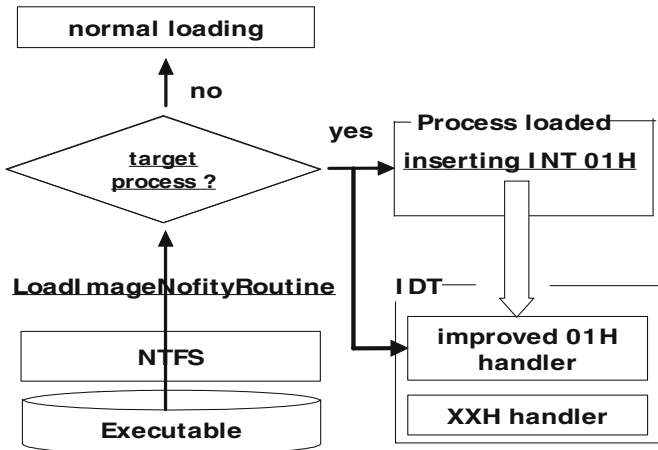 normal loading
no
yes
target
process ?
Process loaded
inserting INT 01H
LoadImageNofityRoutine
IDT
NTFS
improved 01H
handler
XXH handler
Executable